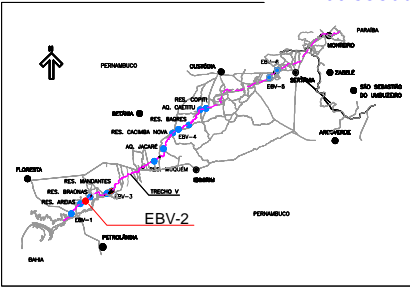 N
PARAÍBA
MONTEIRO
PERNAMBUCO
CUSTÓDIA
EBV-6
SERTÂNIA
ZABELÊ
EBV-5
SÃO SEBASTIÃO
DO UMBUZEIRO
RES. COPITI
AQ. CAETITU
RES. BAGRES
BETÂNIA
EBV-4
RES. CACIMBA NOVA
ARCOVERDE
AQ. JACARÉ
RES. MUQUÉM
IBIMIRIM
FLORESTA
RES. MANDANTES
RES. BRAÚNAS
EBV-3
TRECHO V
RES. AREIAS
EBV-2
PERNAMBUCO
EBV-1
PETROLÂNDIA
BAHIA